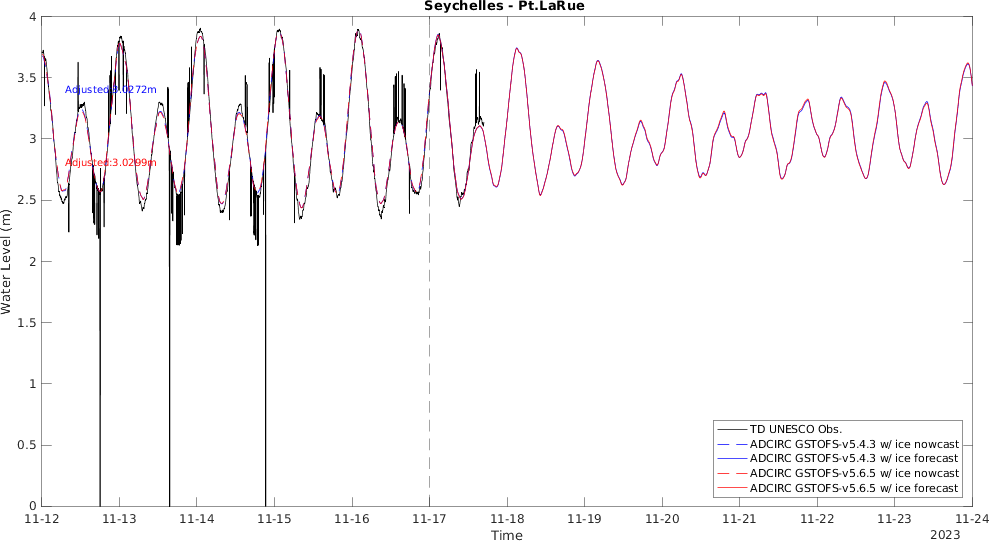 Seychelles - Pt.LaRue
4
3.5
3
2.5
2
1.5
1
0.5
0
Water Level (m)
Adjusted:3.0272m
Adjusted:3.0299m
TD UNESCO Obs.
ADCIRC GSTOFS-v5.4.3 w/ ice nowcast
ADCIRC GSTOFS-v5.4.3 w/ ice forecast
ADCIRC GSTOFS-v5.6.5 w/ ice nowcast
ADCIRC GSTOFS-v5.6.5 w/ ice forecast
11-12 11-13 11-14 11-15 11-16 11-17 11-18 11-19 11-20 11-21 11-22 11-23 11-24
Time
2023